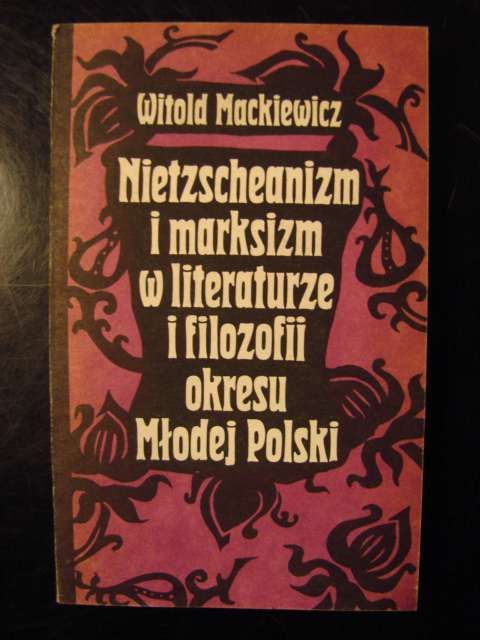 Witold Mackiewicz
Nietzscheanizm
i marksizm
w literaturze
i filozofii
okresu
Młodej Polski